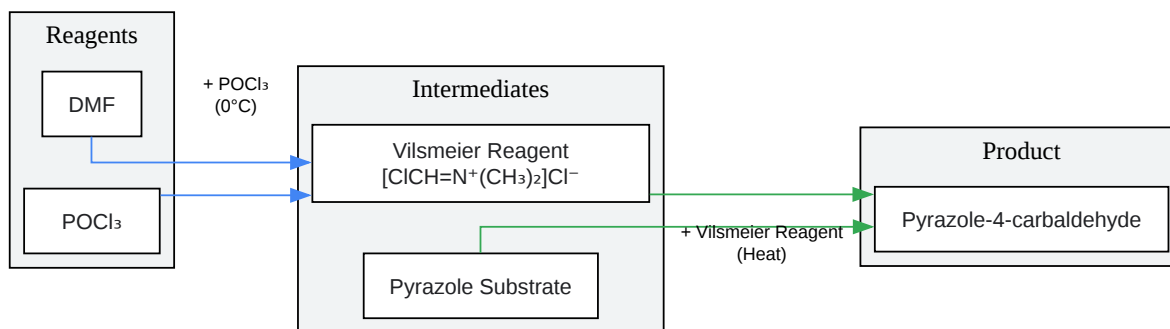 Reagents
DMF
POCl₃
+ POCl₃
(0°C)
Intermediates
Vilsmeier Reagent
[ClCH=N⁺(CH₃)₂]Cl⁻
Pyrazole Substrate
+ Vilsmeier Reagent
(Heat)
Product
Pyrazole-4-carbaldehyde